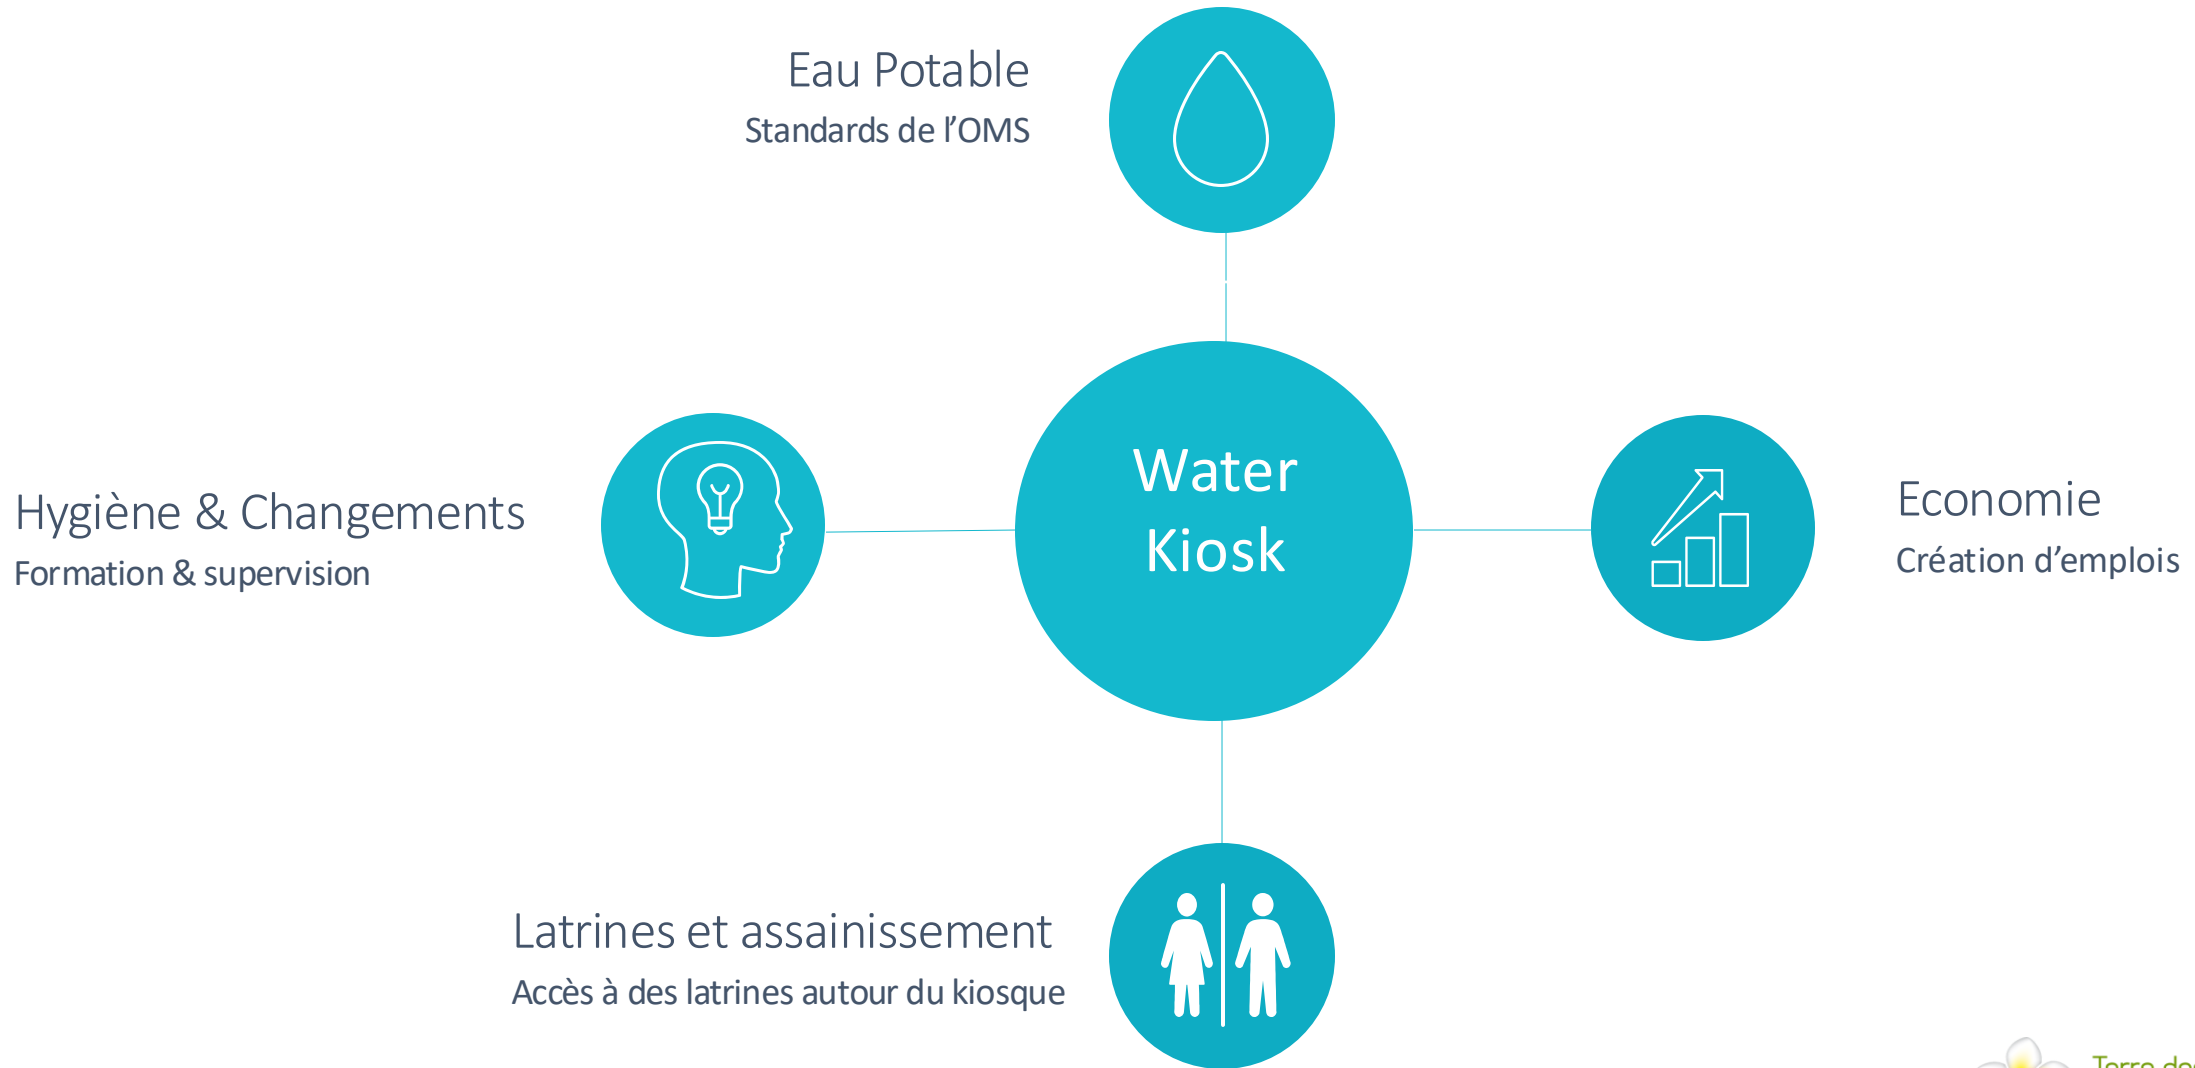 Eau Potable
Standards de l’OMS
Water
Kiosk
Hygiène & Changements
Formation & supervision
Economie
Création d’emplois
Latrines et assainissement
Accès à des latrines autour du kiosque